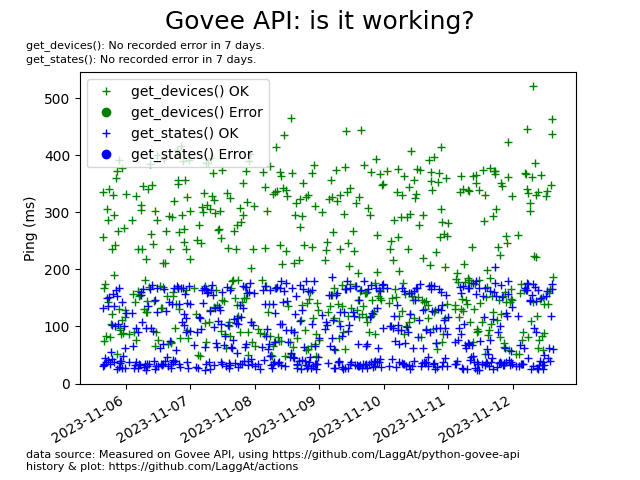 Govee API: is it working?
get_devices(): No recorded error in 7 days.
get_states(): No recorded error in 7 days.
get_devices() OK
get_devices() Error
get_states() OK
get_states() Error
Ping (ms)
500
400
300
200
100
0
2023-11-06
2023-11-07
2023-11-08
2023-11-09
2023-11-10
2023-11-11
2023-11-12
data source: Measured on Govee API, using https://github.com/LaggAt/python-govee-api
history & plot: https://github.com/LaggAt/actions